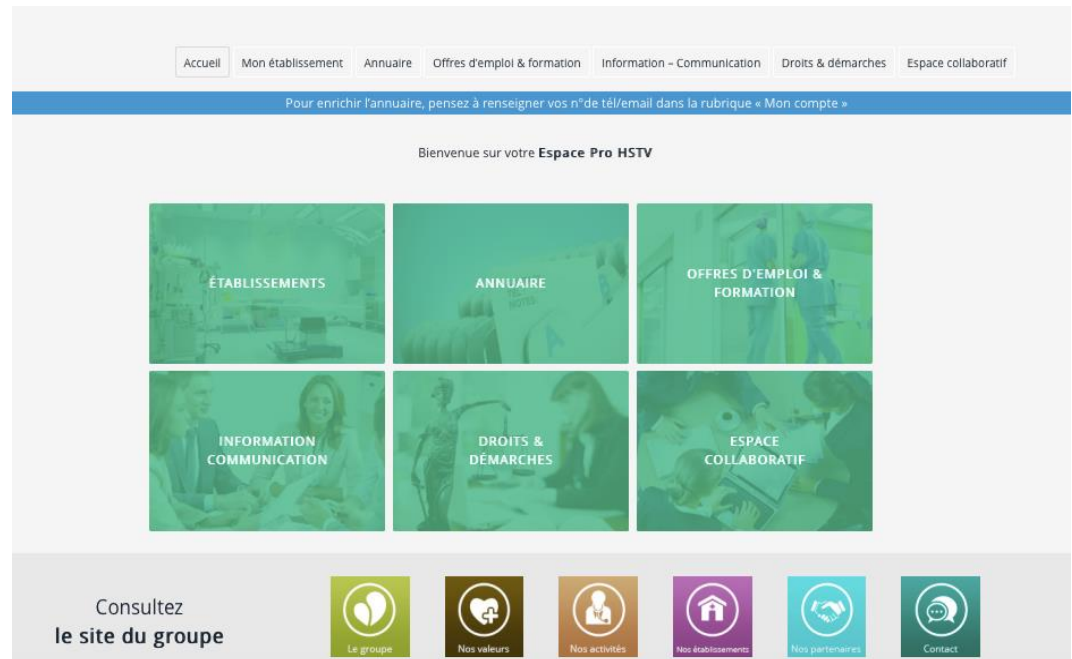 Accueil Mon établissement Annuaire Offres d'emploi & formation Information – Communication Droits & démarches Espace collaboratif
Pour enrichir l'annuaire, pensez à renseigner vos n°de tél/email dans la rubrique « Mon compte »
Bienvenue sur votre Espace Pro HSTV
ÉTABLISSEMENTS
ANNUAIRE
OFFRES D'EMPLOI &
FORMATION
INFORMATION
COMMUNICATION
DROITS &
DÉMARCHES
ESPACE
COLLABORATIF
Consultez
le site du groupe
Le groupe
Nos valeurs
Nos activités
Nos établissements
Nos partenaires
Contact